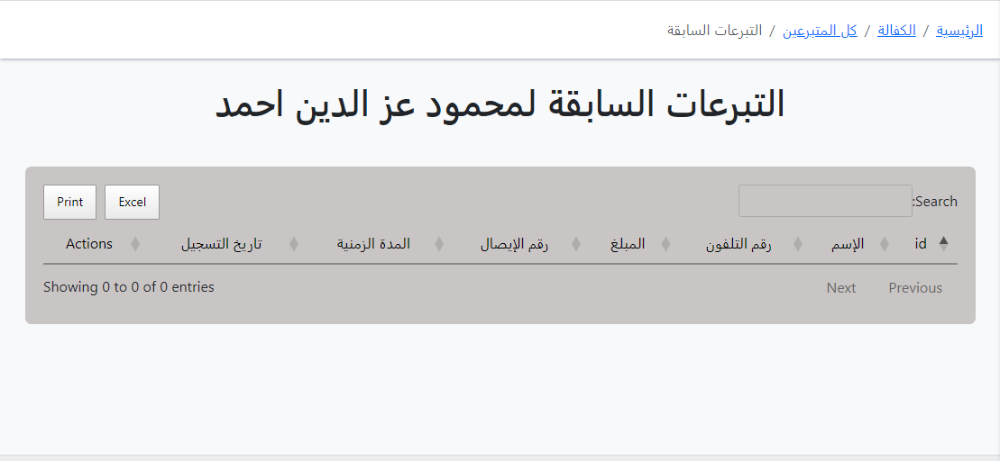 الرئيسية / الكفالة / كل المتبرعين / التبرعات السابقة
التبرعات السابقة لمحمود عز الدين احمد
Search:
Print Excel
id الإسم رقم التلفون المبلغ رقم الإيصال المدة الزمنية تاريخ التسجيل Actions
Showing 0 to 0 of 0 entries
Previous Next